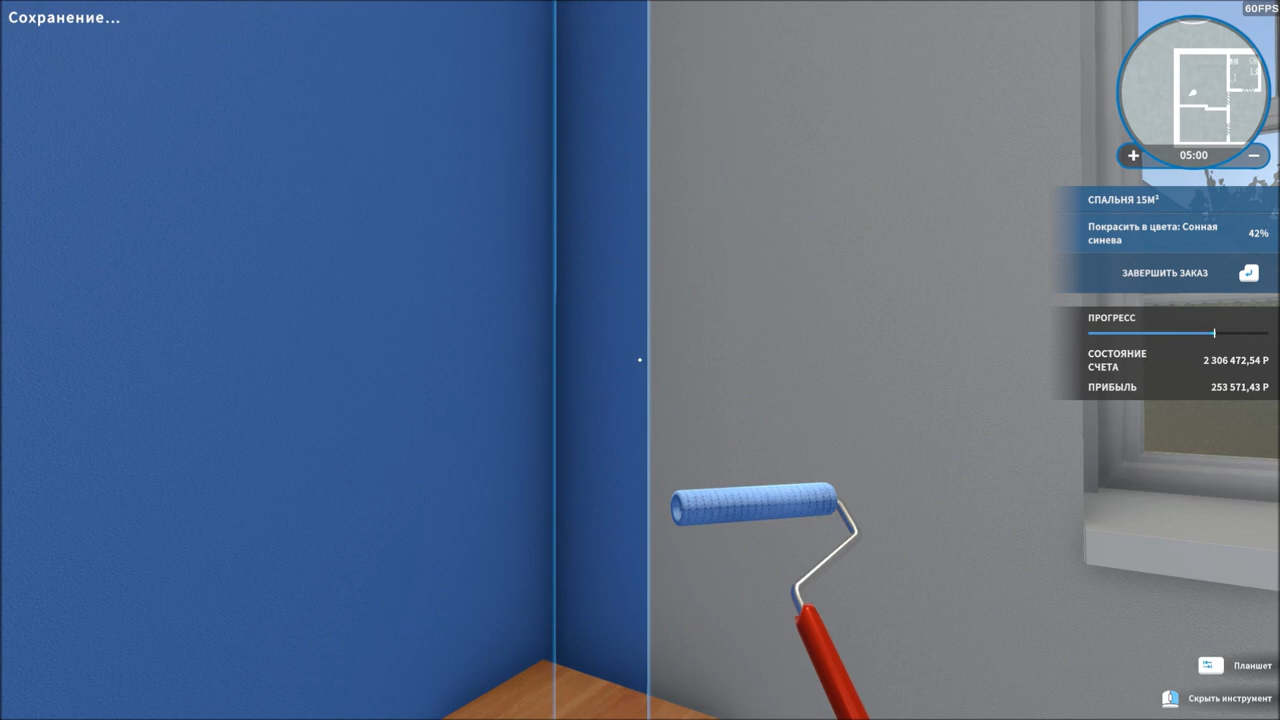 Сохранение...
60FPS
+ 05:00 −
СПАЛЬНЯ 15М²
Покрасить в цвета: Сонная
синева
42%
ЗАВЕРШИТЬ ЗАКАЗ
ПРОГРЕСС
СОСТОЯНИЕ
СЧЕТА
2 306 472,54 Р
ПРИБЫЛЬ 253 571,43 Р
Планшет
Скрыть инструмент